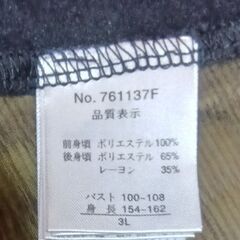 No. 761137F
品質表示
前身頃 ポリエステル100%
後身頃 ポリエステル 65%
レーヨン 35%
バスト 100~108
身長 154~162
3L